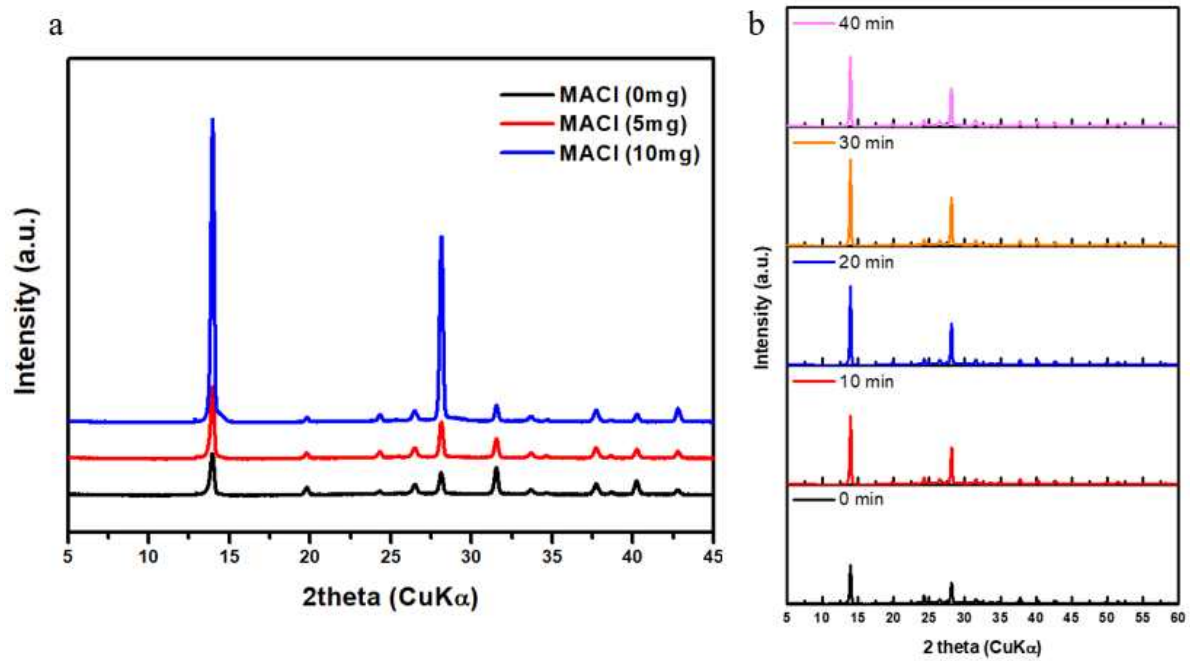 a
MACl (0mg)
MACl (5mg)
MACl (10mg)
Intensity (a.u.)
5 10 15 20 25 30 35 40 45
2theta (CuKα)
b
40 min
30 min
20 min
10 min
0 min
Intensity (a.u.)
5 10 15 20 25 30 35 40 45 50 55 60
2 theta (CuKα)